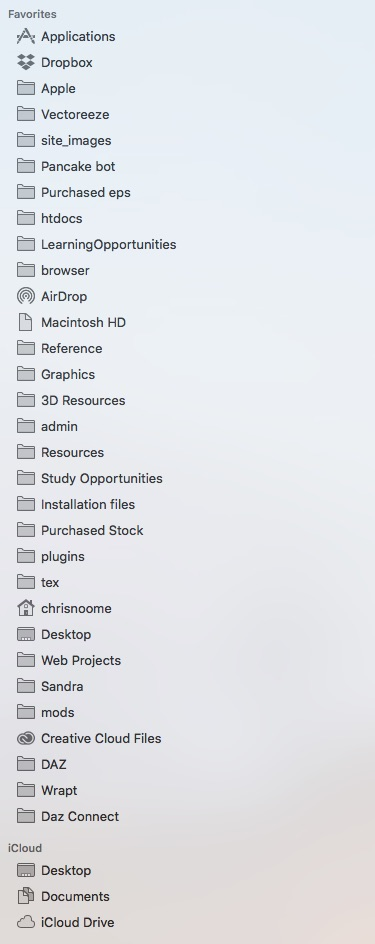 Favorites
Applications
Dropbox
Apple
Vectoreeze
site_images
Pancake bot
Purchased eps
htdocs
LearningOpportunities
browser
AirDrop
Macintosh HD
Reference
Graphics
3D Resources
admin
Resources
Study Opportunities
Installation files
Purchased Stock
plugins
tex
chrisnoome
Desktop
Web Projects
Sandra
mods
Creative Cloud Files
DAZ
Wrapt
Daz Connect
iCloud
Desktop
Documents
iCloud Drive